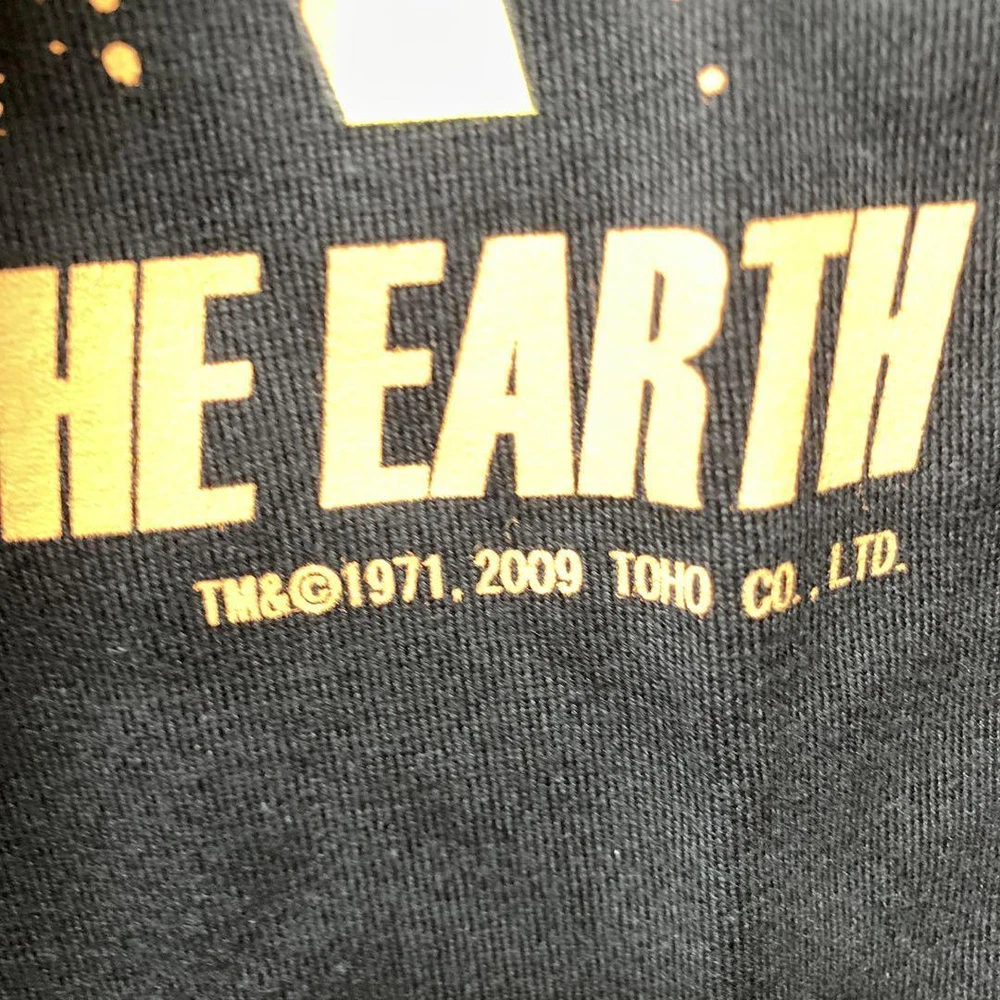 HE EARTH
TM&©1971, 2009 TOHO CO., LTD.